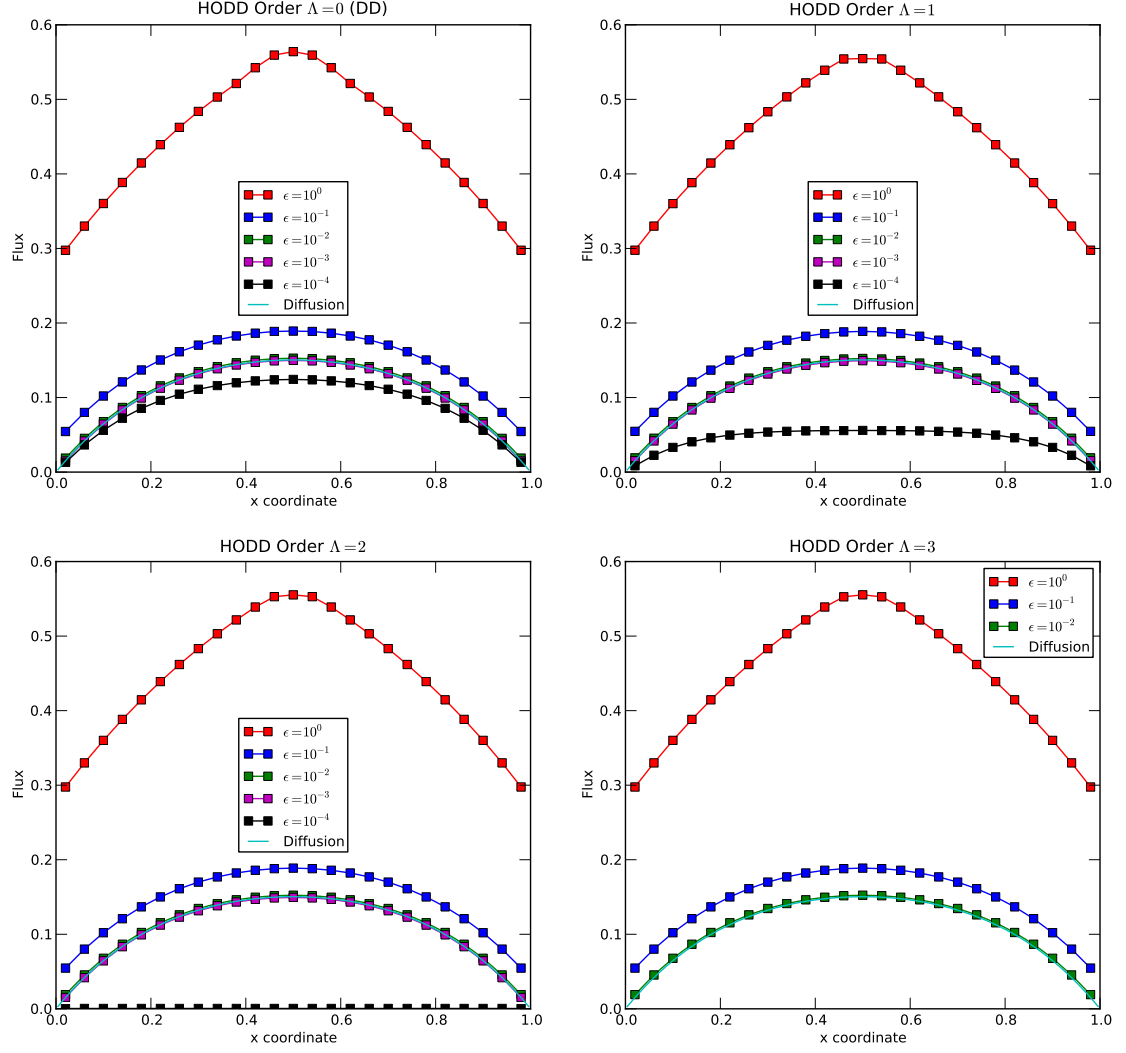 HODD Order Λ=0 (DD)
0.6
0.5
0.4
0.3
0.2
0.1
0.0
Flux
ϵ=10⁰
ϵ=10⁻¹
ϵ=10⁻²
ϵ=10⁻³
ϵ=10⁻⁴
Diffusion
0.0 0.2 0.4 0.6 0.8 1.0
x coordinate
HODD Order Λ=1
0.6
0.5
0.4
0.3
0.2
0.1
0.0
Flux
ϵ=10⁰
ϵ=10⁻¹
ϵ=10⁻²
ϵ=10⁻³
ϵ=10⁻⁴
Diffusion
0.0 0.2 0.4 0.6 0.8 1.0
x coordinate
HODD Order Λ=2
0.6
0.5
0.4
0.3
0.2
0.1
0.0
Flux
ϵ=10⁰
ϵ=10⁻¹
ϵ=10⁻²
ϵ=10⁻³
ϵ=10⁻⁴
Diffusion
0.0 0.2 0.4 0.6 0.8 1.0
x coordinate
HODD Order Λ=3
0.6
0.5
0.4
0.3
0.2
0.1
0.0
Flux
ϵ=10⁰
ϵ=10⁻¹
ϵ=10⁻²
Diffusion
0.0 0.2 0.4 0.6 0.8 1.0
x coordinate